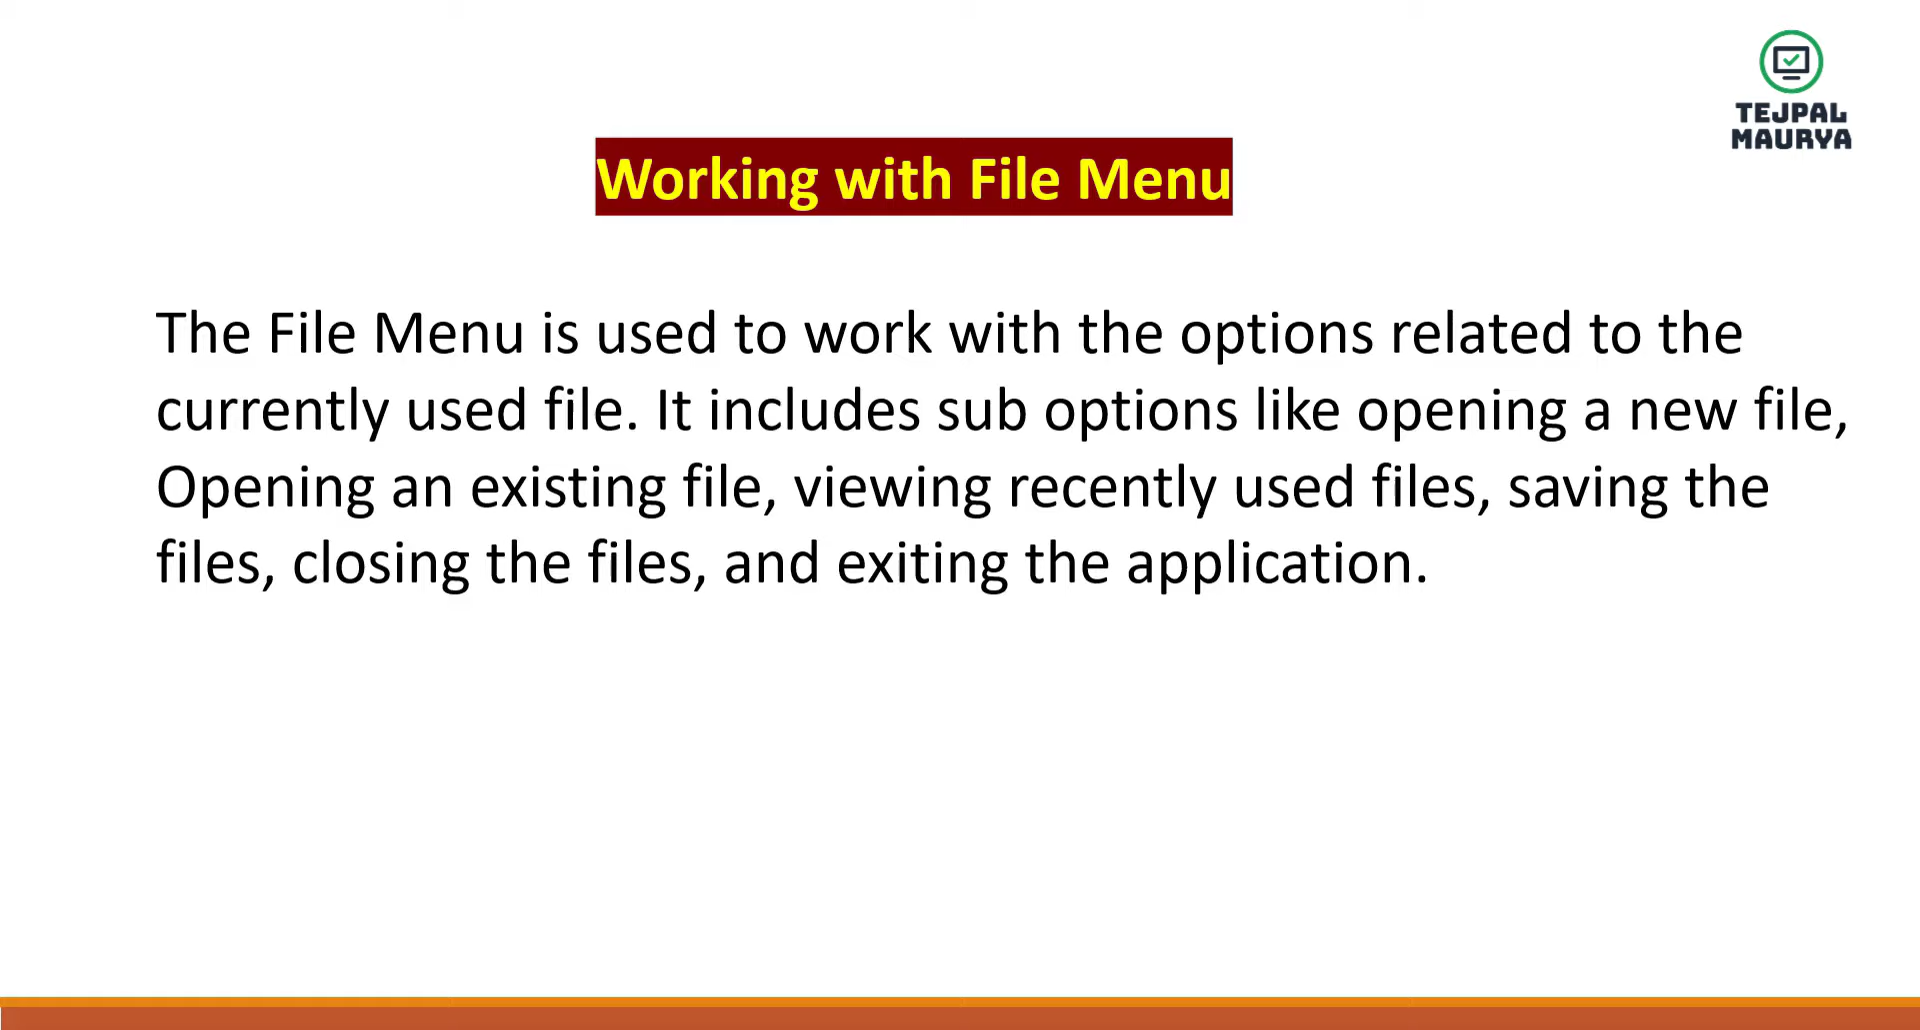 TEJPAL
MAURYA
Working with File Menu
The File Menu is used to work with the options related to the
currently used file. It includes sub options like opening a new file,
Opening an existing file, viewing recently used files, saving the
files, closing the files, and exiting the application.